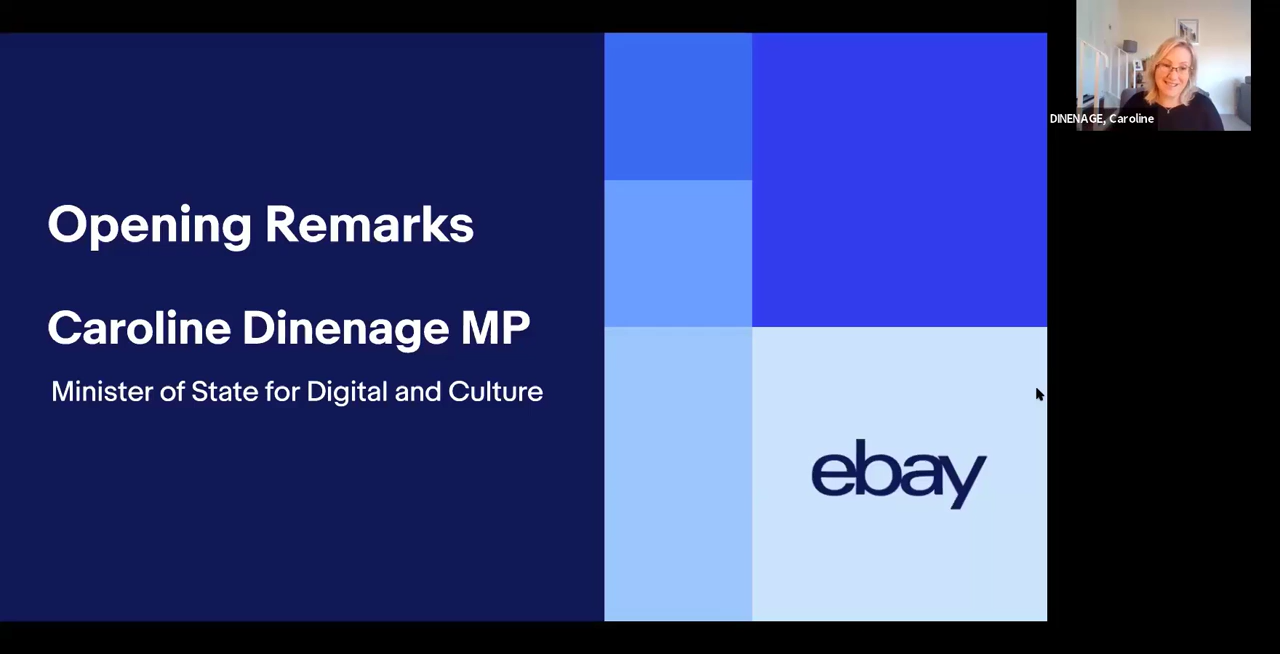 Opening Remarks
Caroline Dinenage MP
Minister of State for Digital and Culture
ebay
DINENAGE, Caroline